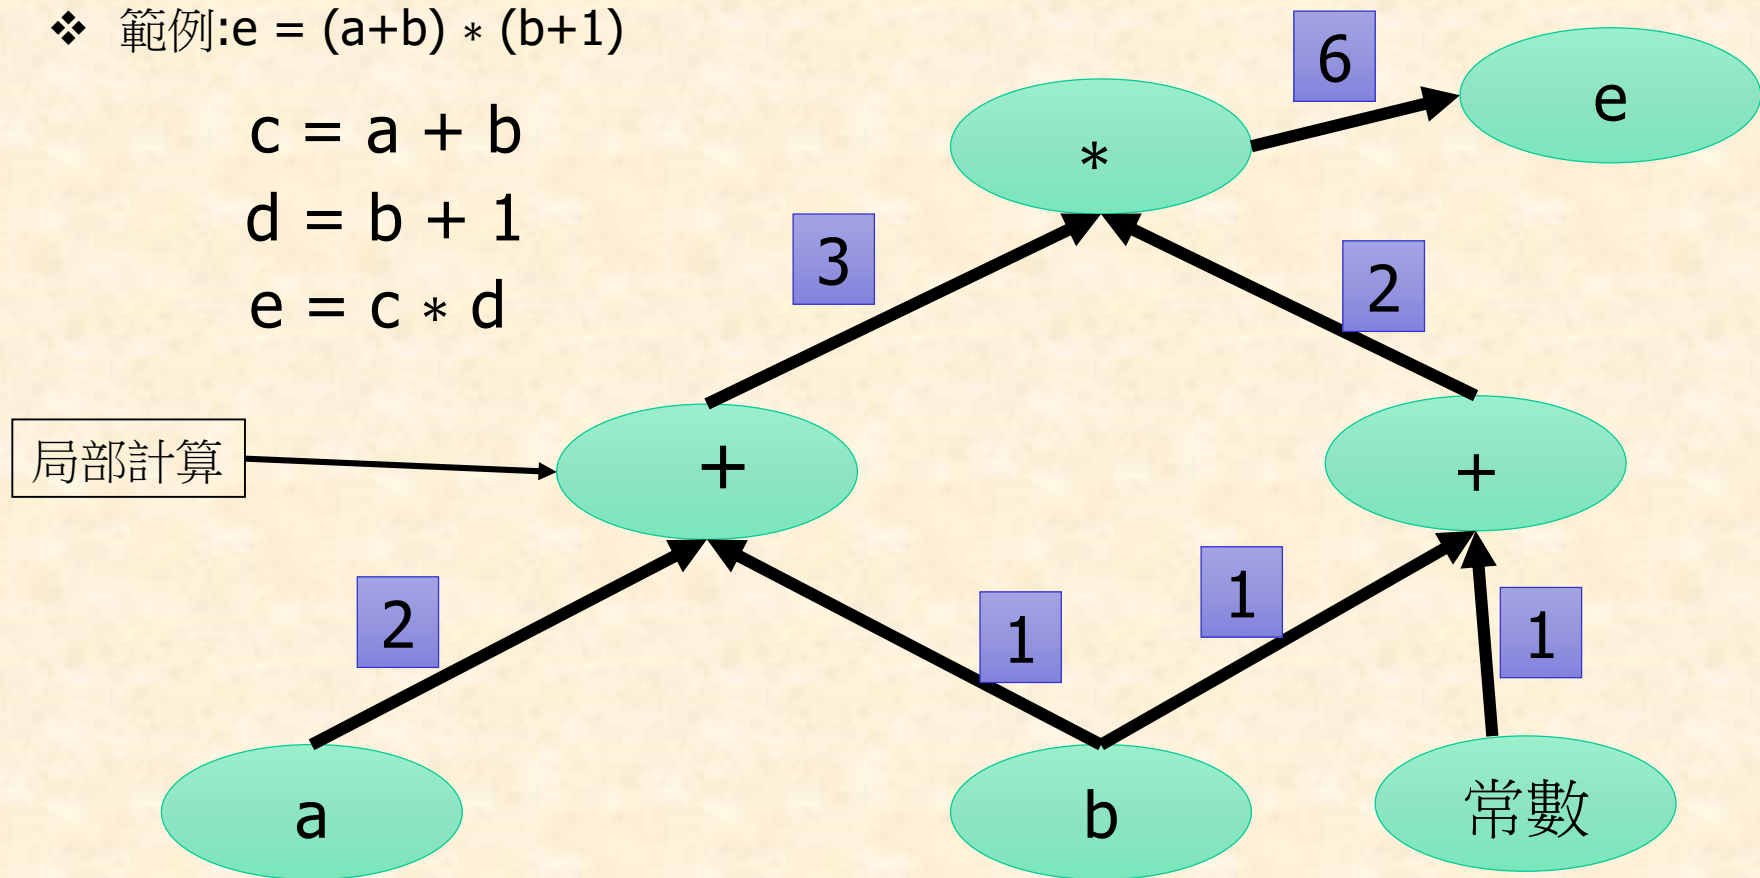 ❖ 範例:e = (a+b) * (b+1)
c = a + b
d = b + 1
e = c * d
6
e
*
3
2
局部計算
+
+
2
1
1
1
a
b
常數